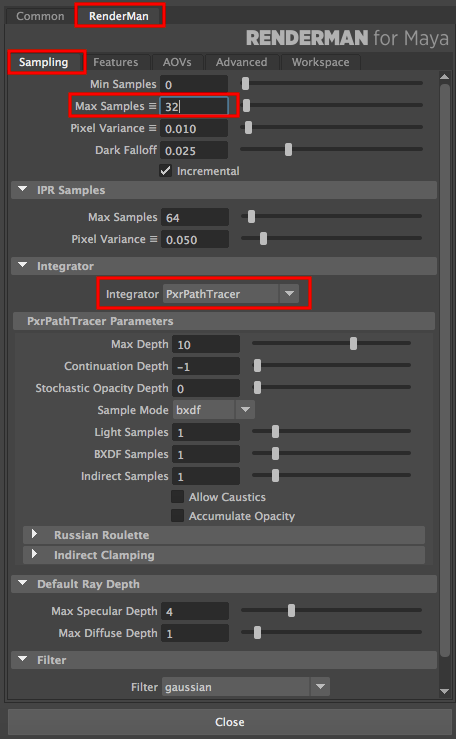 Common RenderMan
RENDERMAN for Maya
Sampling Features AOVs Advanced Workspace
Min Samples 0
Max Samples 32
Pixel Variance 0.010
Dark Falloff 0.025
Incremental
IPR Samples
Max Samples 64
Pixel Variance 0.050
Integrator
Integrator PxrPathTracer
PxrPathTracer Parameters
Max Depth 10
Continuation Depth -1
Stochastic Opacity Depth 0
Sample Mode bxdf
Light Samples 1
BXDF Samples 1
Indirect Samples 1
Allow Caustics
Accumulate Opacity
Russian Roulette
Indirect Clamping
Default Ray Depth
Max Specular Depth 4
Max Diffuse Depth 1
Filter
Filter gaussian
Close